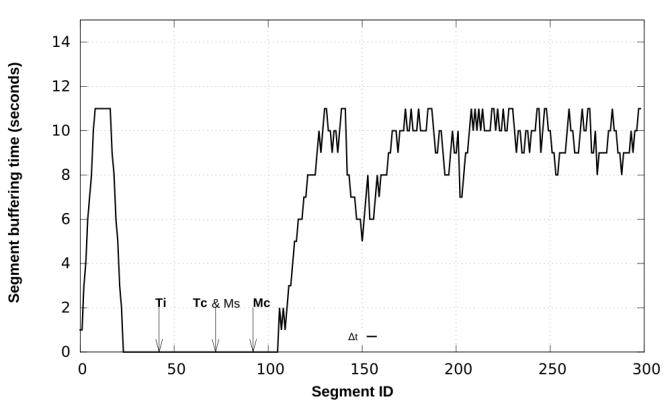 Segment buffering time (seconds)
14
12
10
8
6
4
2
0
Ti
Tc & Ms
Mc
Δt
0 50 100 150 200 250 300
Segment ID